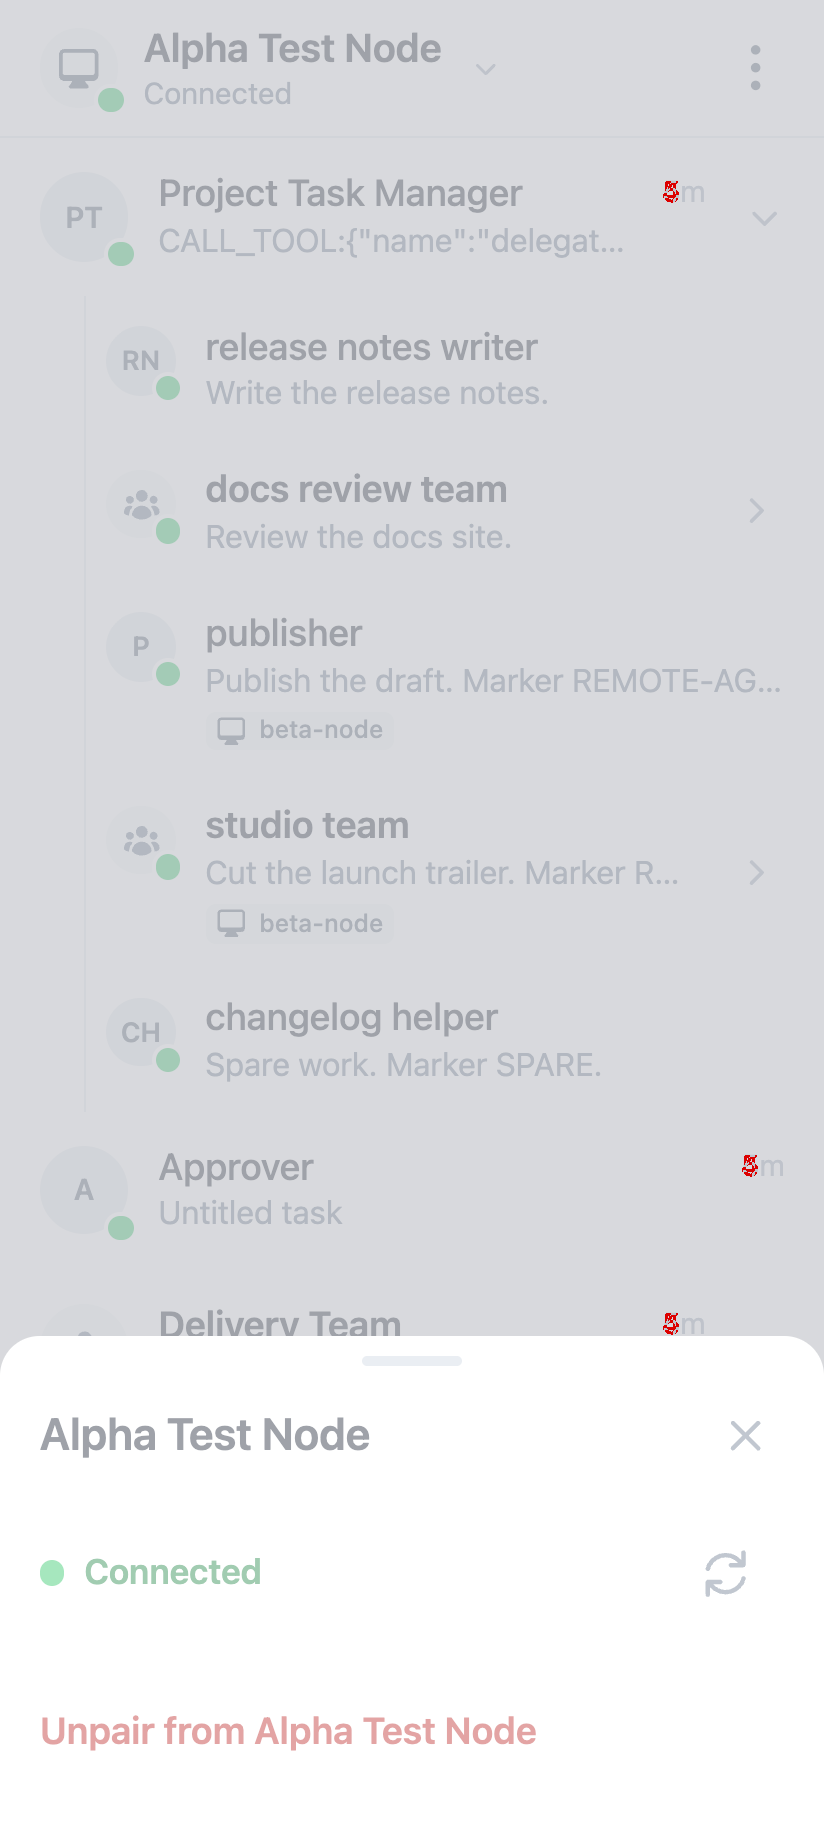 Alpha Test Node
Connected
PT
Project Task Manager
m
CALL_TOOL:{"name":"delegat...
RN
release notes writer
Write the release notes.
docs review team
Review the docs site.
P
publisher
Publish the draft. Marker REMOTE-AG...
beta-node
studio team
Cut the launch trailer. Marker R...
beta-node
CH
changelog helper
Spare work. Marker SPARE.
A
Approver
m
Untitled task
Delivery Team
m
Alpha Test Node
Connected
Unpair from Alpha Test Node